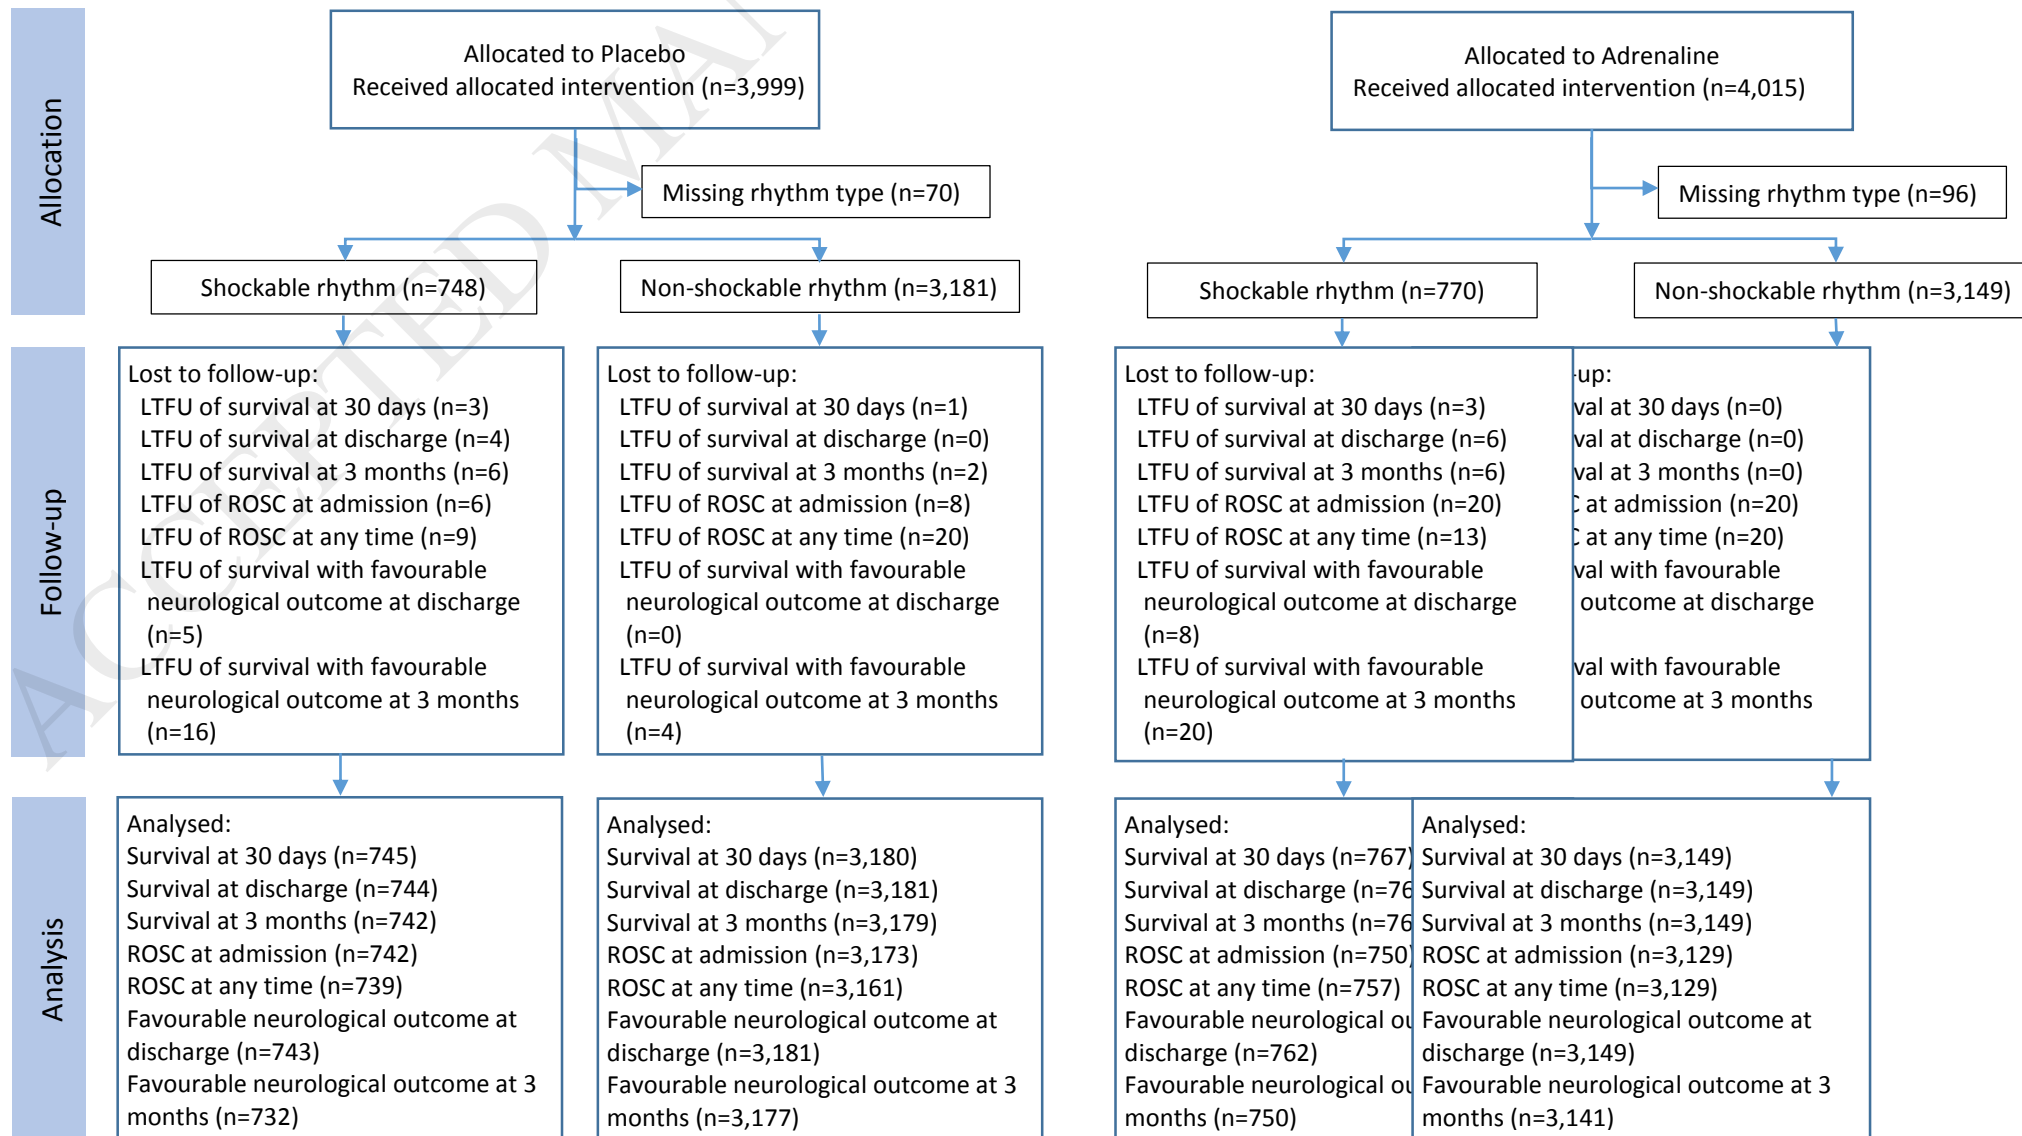 Allocation
Allocated to Placebo
Received allocated intervention (n=3,999)
Missing rhythm type (n=70)
Shockable rhythm (n=748)
Non-shockable rhythm (n=3,181)
Allocated to Adrenaline
Received allocated intervention (n=4,015)
Missing rhythm type (n=96)
Shockable rhythm (n=770)
Non-shockable rhythm (n=3,149)
Follow-up
Lost to follow-up:
LTFU of survival at 30 days (n=3)
LTFU of survival at discharge (n=4)
LTFU of survival at 3 months (n=6)
LTFU of ROSC at admission (n=6)
LTFU of ROSC at any time (n=9)
LTFU of survival with favourable
neurological outcome at discharge
(n=5)
LTFU of survival with favourable
neurological outcome at 3 months
(n=16)
Lost to follow-up:
LTFU of survival at 30 days (n=1)
LTFU of survival at discharge (n=0)
LTFU of survival at 3 months (n=2)
LTFU of ROSC at admission (n=8)
LTFU of ROSC at any time (n=20)
LTFU of survival with favourable
neurological outcome at discharge
(n=0)
LTFU of survival with favourable
neurological outcome at 3 months
(n=4)
Lost to follow-up:
LTFU of survival at 30 days (n=3)
LTFU of survival at discharge (n=6)
LTFU of survival at 3 months (n=6)
LTFU of ROSC at admission (n=20)
LTFU of ROSC at any time (n=13)
LTFU of survival with favourable
neurological outcome at discharge
(n=8)
LTFU of survival with favourable
neurological outcome at 3 months
(n=20)
-up:
val at 30 days (n=0)
val at discharge (n=0)
val at 3 months (n=0)
at admission (n=20)
at any time (n=20)
val with favourable
outcome at discharge
val with favourable
outcome at 3 months
Analysis
Analysed:
Survival at 30 days (n=745)
Survival at discharge (n=744)
Survival at 3 months (n=742)
ROSC at admission (n=742)
ROSC at any time (n=739)
Favourable neurological outcome at
discharge (n=743)
Favourable neurological outcome at 3
months (n=732)
Analysed:
Survival at 30 days (n=3,180)
Survival at discharge (n=3,181)
Survival at 3 months (n=3,179)
ROSC at admission (n=3,173)
ROSC at any time (n=3,161)
Favourable neurological outcome at
discharge (n=3,181)
Favourable neurological outcome at 3
months (n=3,177)
Analysed:
Survival at 30 days (n=767)
Survival at discharge (n=76
Survival at 3 months (n=76
ROSC at admission (n=750)
ROSC at any time (n=757)
Favourable neurological ou
discharge (n=762)
Favourable neurological ou
months (n=750)
Analysed:
Survival at 30 days (n=3,149)
Survival at discharge (n=3,149)
Survival at 3 months (n=3,149)
ROSC at admission (n=3,129)
ROSC at any time (n=3,129)
Favourable neurological outcome at
discharge (n=3,149)
Favourable neurological outcome at 3
months (n=3,141)
ACCEPTED MAN